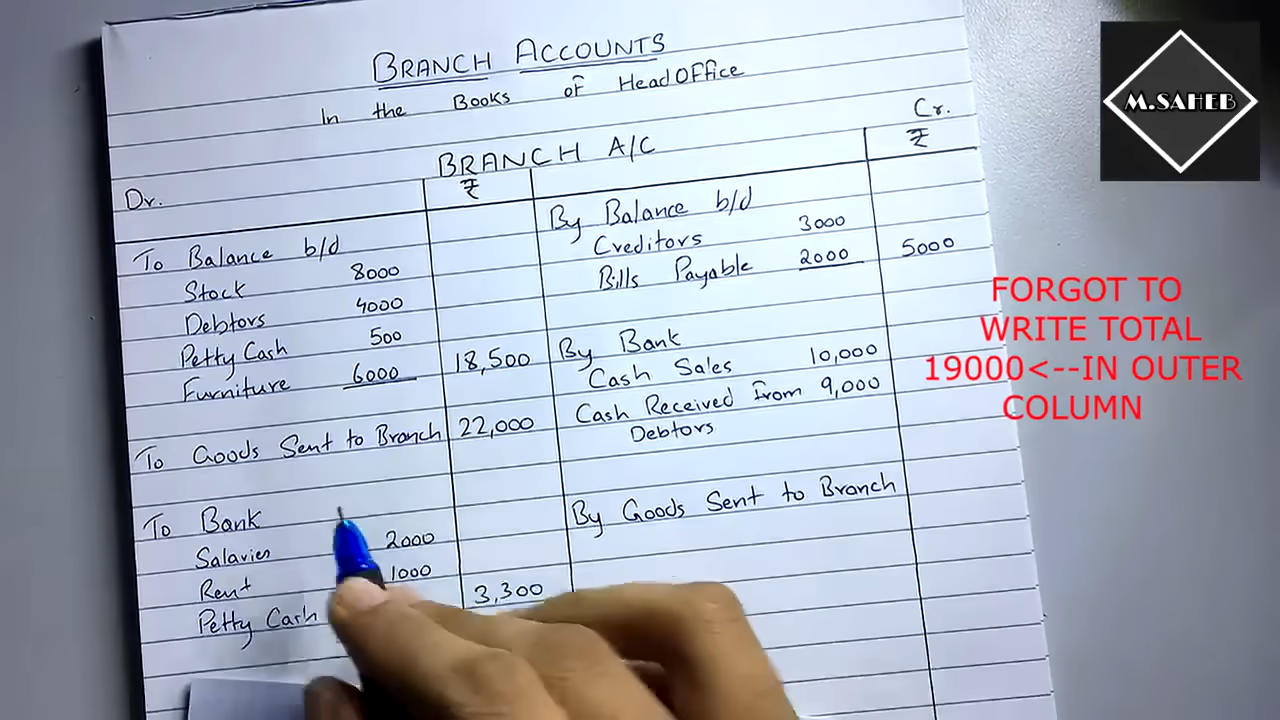 BRANCH ACCOUNTS
In the Books of HeadOffice
BRANCH A/C
Dr.
Cr.
₹
₹
To Balance b/d
Stock 8000
Debtors 4000
Petty Cash 500
Furniture 6000 18,500
To Goods Sent to Branch 22,000
To Bank
Salaries 2000
Rent 1000
Petty Cash 3,300
By Balance b/d
Creditors 3000
Bills Payable 2000 5000
By Bank
Cash Sales 10,000
Cash Received from 9,000
Debtors
By Goods Sent to Branch
M.SAHEB
FORGOT TO
WRITE TOTAL
19000<--IN OUTER
COLUMN